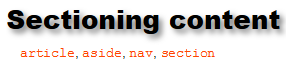 Sectioning content
article, aside, nav, section